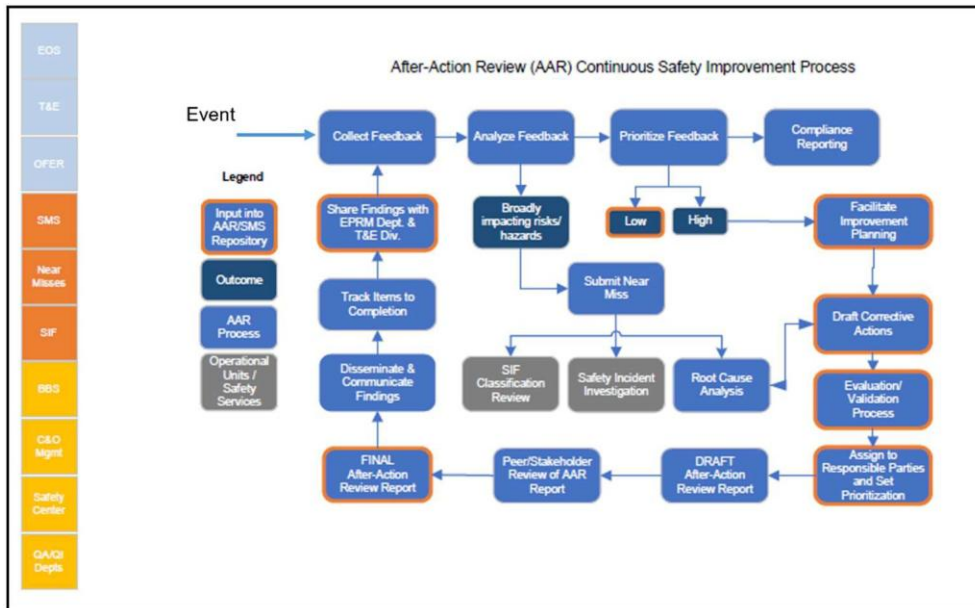 EOS
T&E
OFER
SMS
Near
Misses
SIF
BBS
C&O
Mgmt
Safety
Center
QA/QI
Depts
After-Action Review (AAR) Continuous Safety Improvement Process
Event
Collect Feedback
Analyze Feedback
Prioritize Feedback
Compliance
Reporting
Legend
Input into
AAR/SMS
Repository
Outcome
AAR
Process
Operational
Units /
Safety
Services
Share Findings with
EPRM Dept. &
T&E Div.
Broadly
impacting risks/
hazards
Low
High
Facilitate
Improvement
Planning
Track Items to
Completion
Submit Near
Miss
Draft Corrective
Actions
Disseminate &
Communicate
Findings
SIF
Classification
Review
Safety Incident
Investigation
Root Cause
Analysis
Evaluation/
Validation
Process
FINAL
After-Action
Review Report
Peer/Stakeholder
Review of AAR
Report
DRAFT
After-Action
Review Report
Assign to
Responsible Parties
and Set
Prioritization